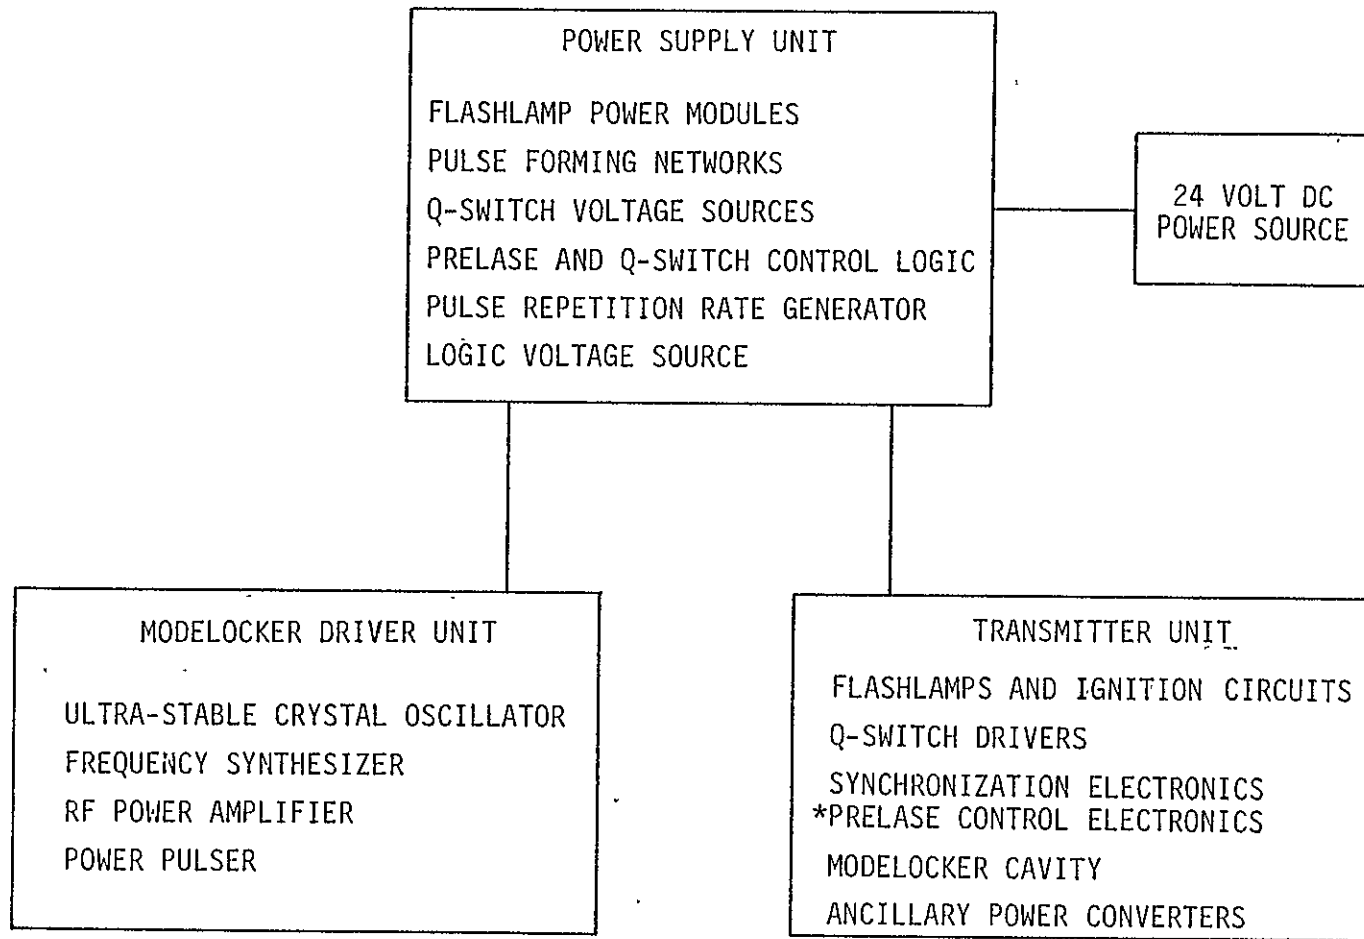 POWER SUPPLY UNIT
FLASHLAMP POWER MODULES
PULSE FORMING NETWORKS
Q-SWITCH VOLTAGE SOURCES
PRELASE AND Q-SWITCH CONTROL LOGIC
PULSE REPETITION RATE GENERATOR
LOGIC VOLTAGE SOURCE
24 VOLT DC
POWER SOURCE
MODELOCKER DRIVER UNIT
ULTRA-STABLE CRYSTAL OSCILLATOR
FREQUENCY SYNTHESIZER
RF POWER AMPLIFIER
POWER PULSER
TRANSMITTER UNIT
FLASHLAMPS AND IGNITION CIRCUITS
Q-SWITCH DRIVERS
SYNCHRONIZATION ELECTRONICS
*PRELASE CONTROL ELECTRONICS
MODELOCKER CAVITY
ANCILLARY POWER CONVERTERS